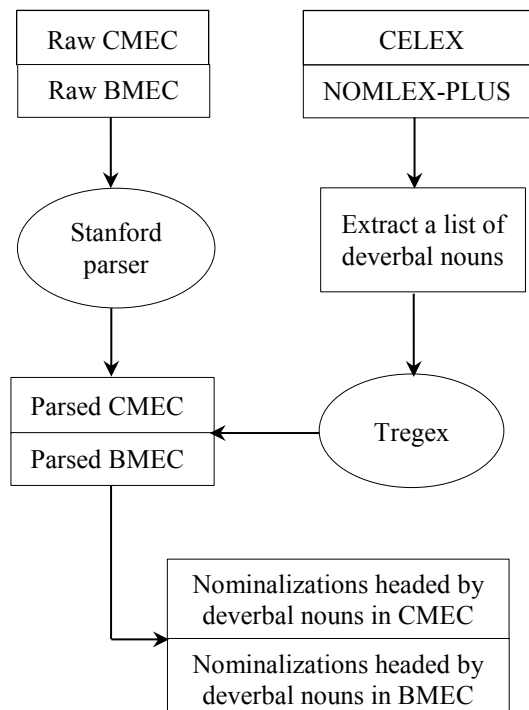 Raw CMEC
Raw BMEC
CELEX
NOMLEX-PLUS
Stanford
parser
Extract a list of
deverbal nouns
Parsed CMEC
Parsed BMEC
Tregex
Nominalizations headed by
deverbal nouns in CMEC
Nominalizations headed by
deverbal nouns in BMEC